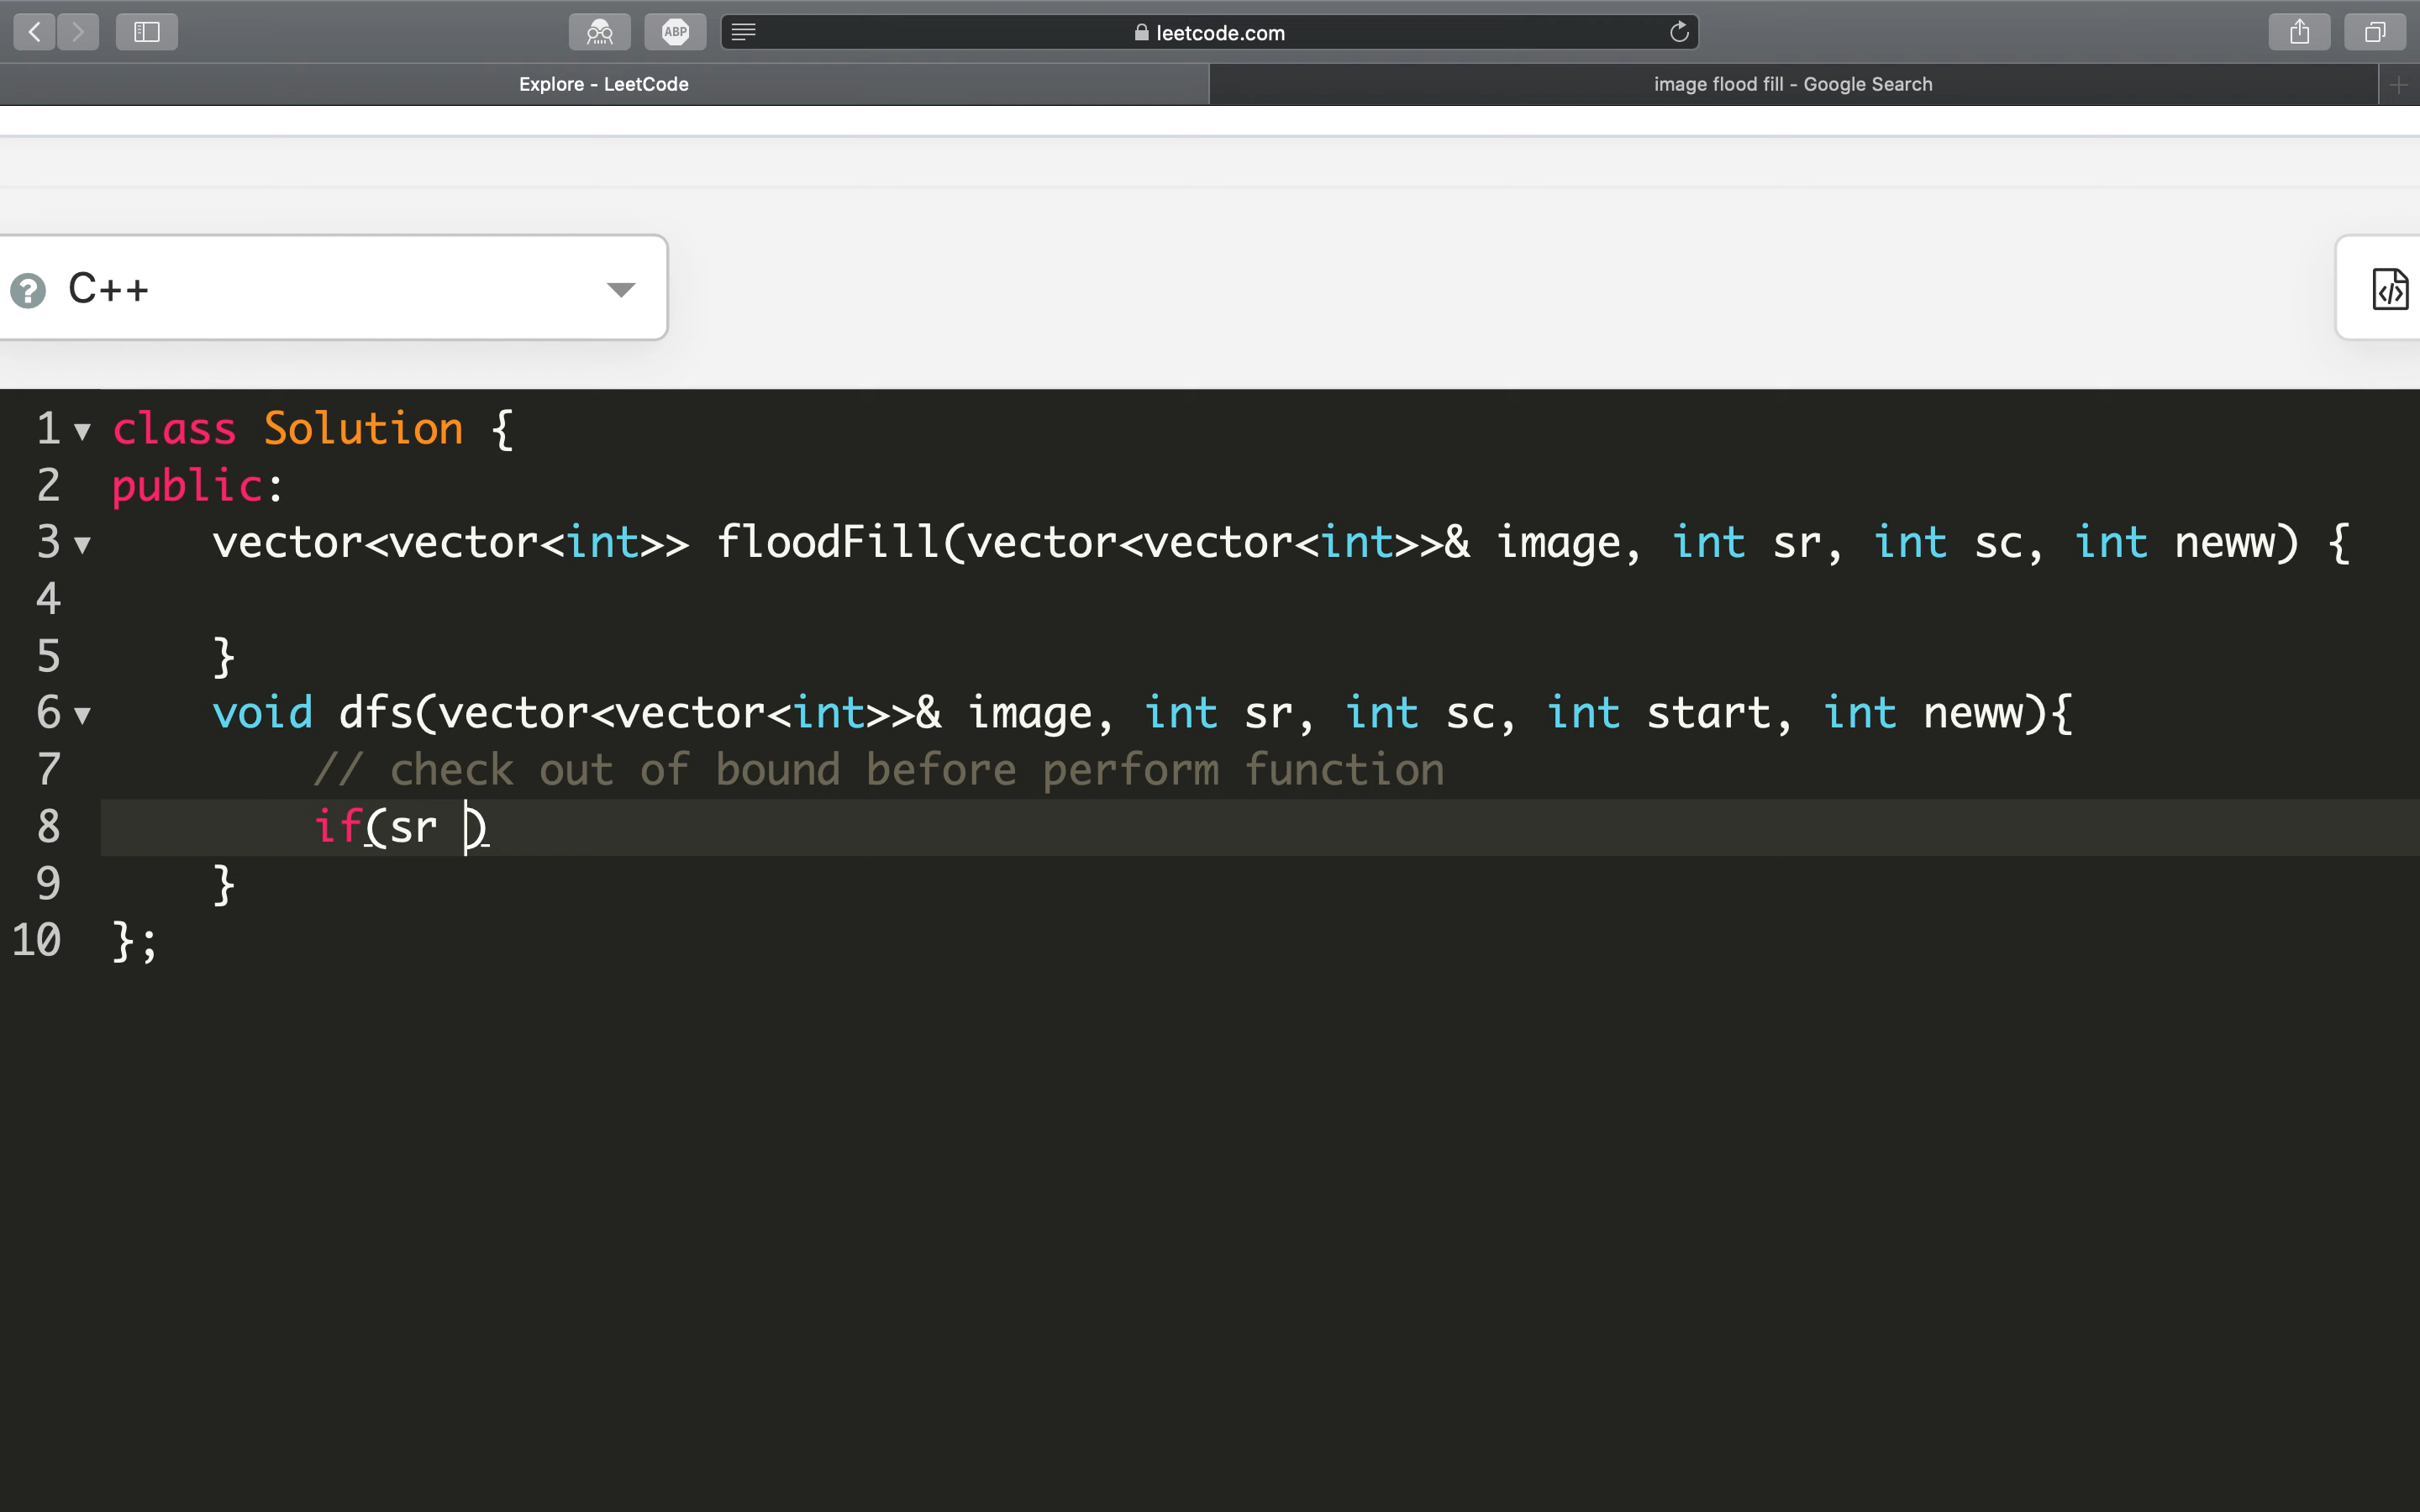 ABP
leetcode.com
Explore - LeetCode
image flood fill - Google Search
? C++
1 class Solution {
2 public:
3 vector<vector<int>> floodFill(vector<vector<int>>& image, int sr, int sc, int neww) {
4
5 }
6 void dfs(vector<vector<int>>& image, int sr, int sc, int start, int neww){
7 // check out of bound before perform function
8 if(sr )
9 }
10 };